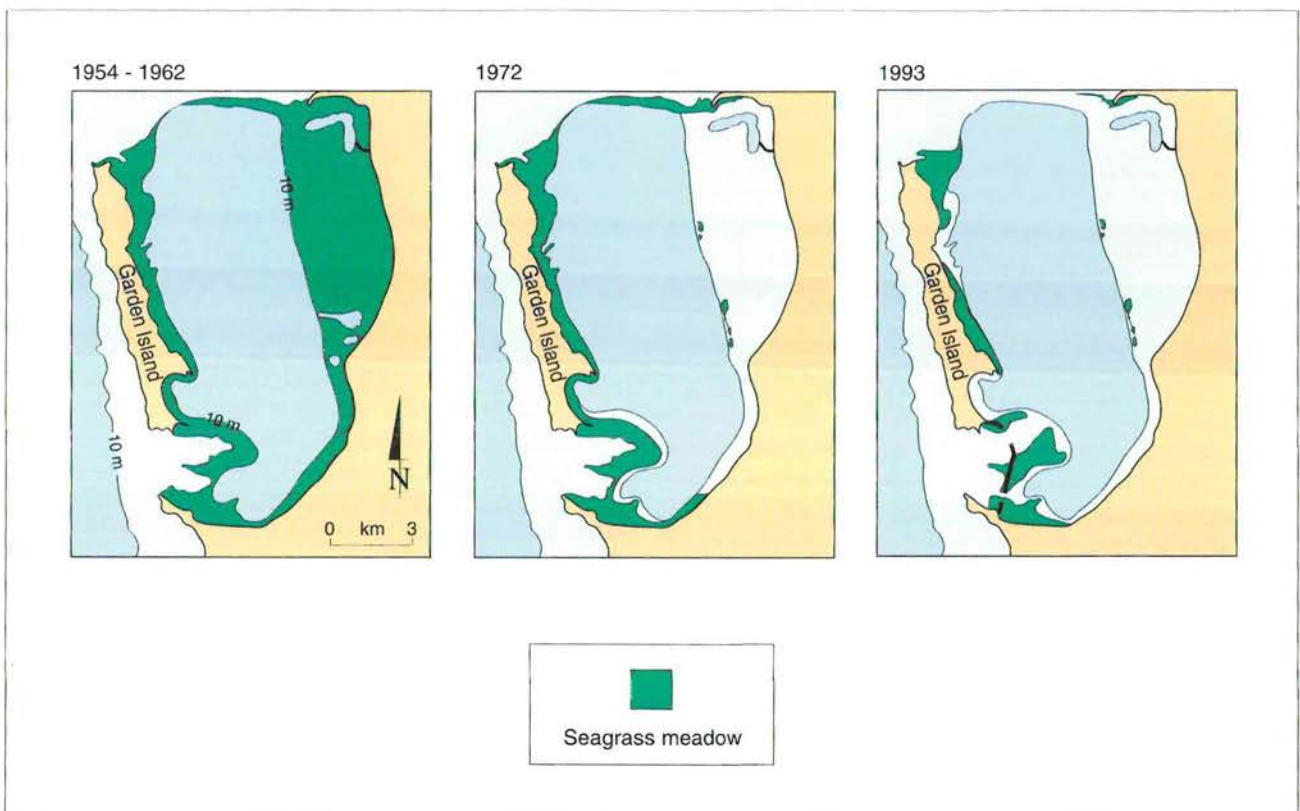 1954 - 1962
10 m
Garden Island
10 m
10 m
N
0 km 3
1972
Garden Island
1993
Garden Island
Seagrass meadow